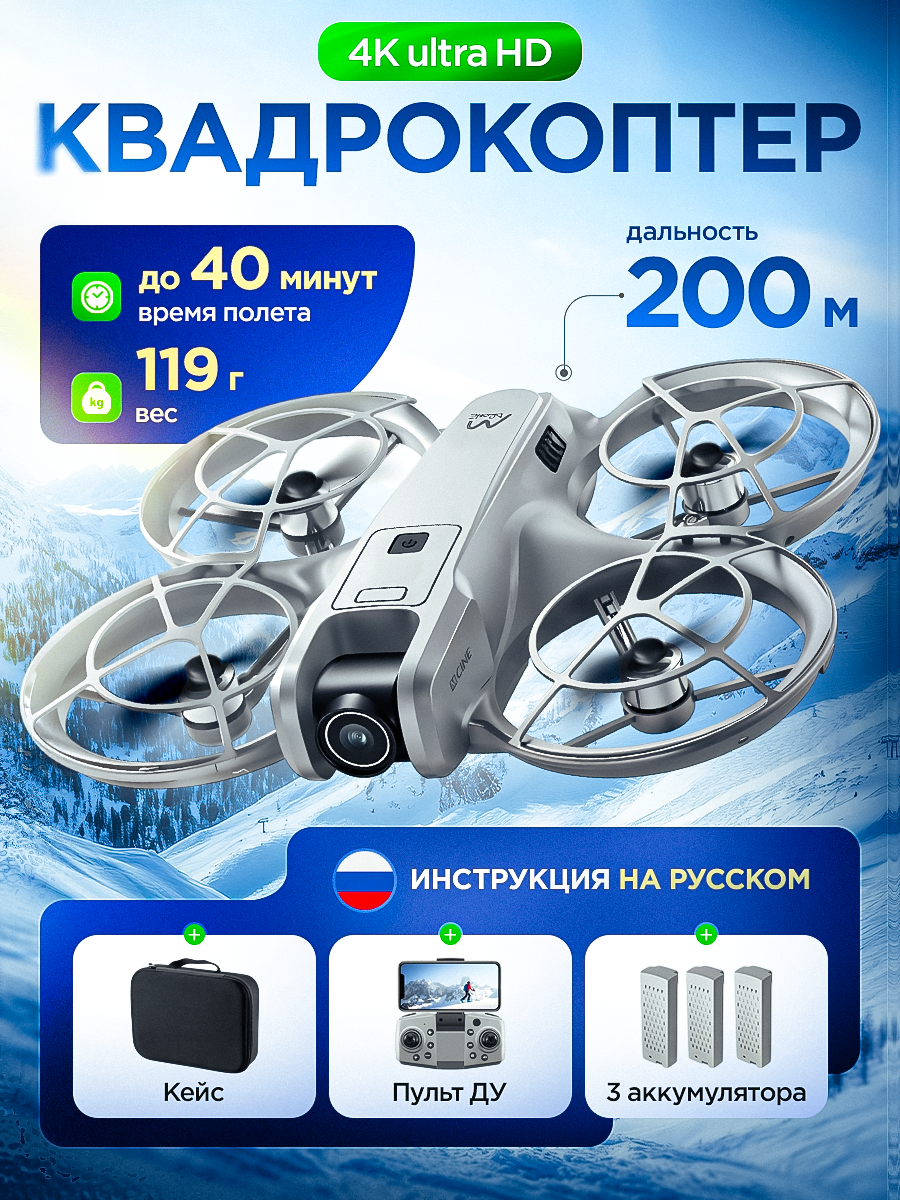 4K ultra HD
КВАДРОКОПТЕР
до 40 минут
время полета
119 г
kg
вес
дальность
200 м
CINE
ИНСТРУКЦИЯ НА РУССКОМ
+
+
+
Кейс
Пульт ДУ
3 аккумулятора